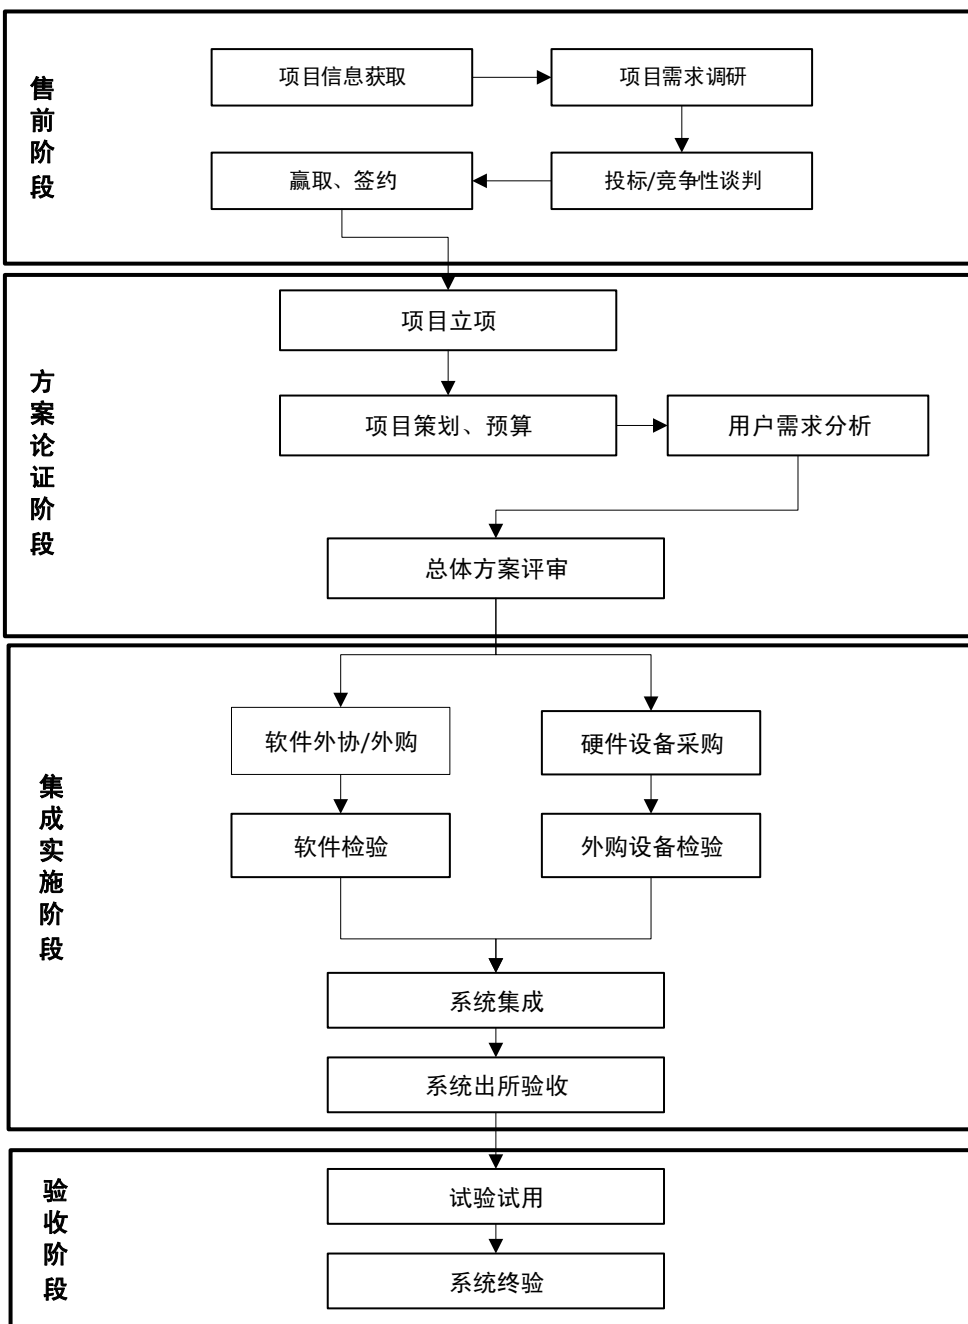 售前阶段
项目信息获取
项目需求调研
赢取、签约
投标/竞争性谈判
方案论证阶段
项目立项
项目策划、预算
用户需求分析
总体方案评审
集成实施阶段
软件外协/外购
硬件设备采购
软件检验
外购设备检验
系统集成
系统出所验收
验收阶段
试验试用
系统终验